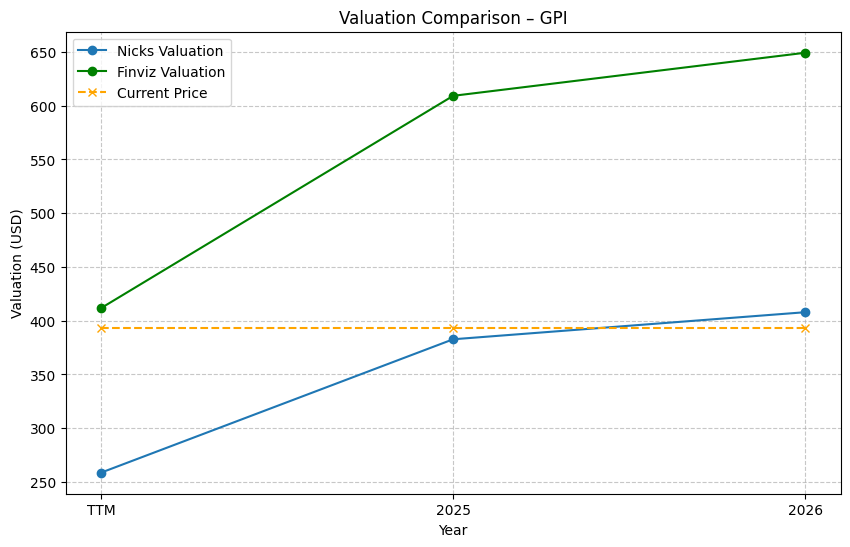 Valuation Comparison – GPI
Nicks Valuation
Finviz Valuation
Current Price
Valuation (USD)
650
600
550
500
450
400
350
300
250
TTM
2025
2026
Year